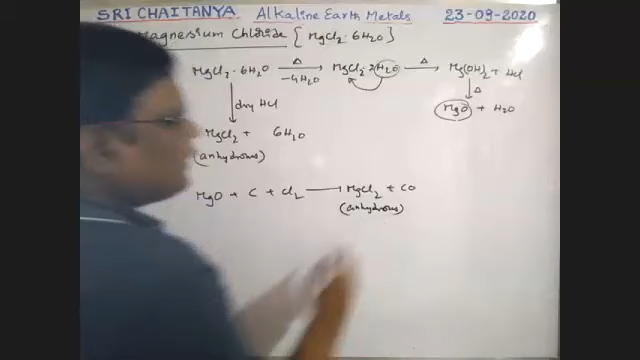 SRI CHAITANYA Alkaline Earth Metals 23-09-2020
Magnesium Chloride { MgCl2·6H2O }
MgCl2·6H2O Δ → -4H2O MgCl2·2H2O Δ → Mg(OH)2 + HCl
↓ dry HCl ↓ Δ
MgO + H2O
MgCl2 + 6H2O
(anhydrous)
MgO + C + Cl2 → MgCl2 + CO
(anhydrous)